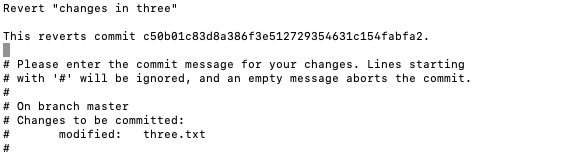 Revert "changes in three"
This reverts commit c50b01c83d8a386f3e512729354631c154fabfa2.
# Please enter the commit message for your changes. Lines starting
# with '#' will be ignored, and an empty message aborts the commit.
#
# On branch master
# Changes to be committed:
#       modified:   three.txt
#